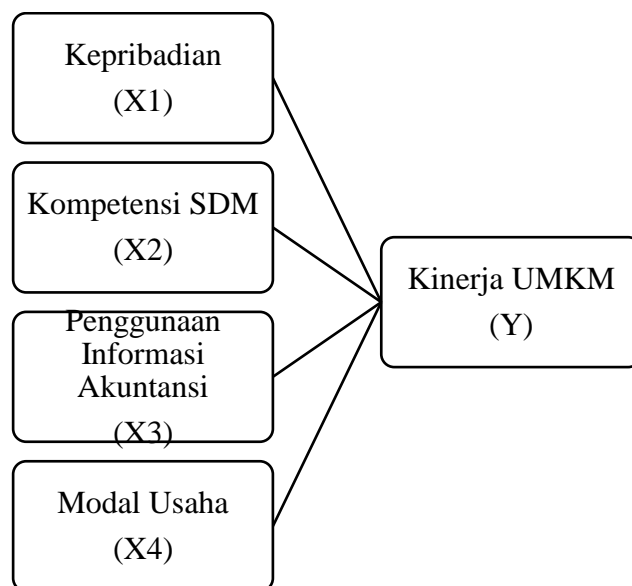 Kepribadian
(X1)
Kompetensi SDM
(X2)
Penggunaan
Informasi
Akuntansi
(X3)
Modal Usaha
(X4)
Kinerja UMKM
(Y)